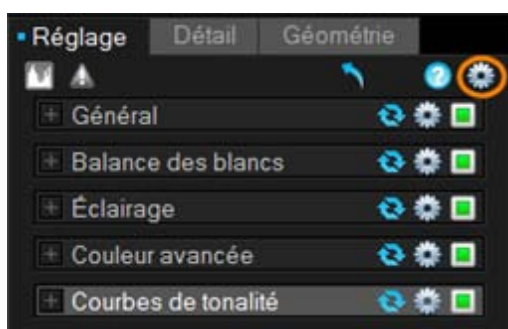 Réglage Détail Géométrie
?
Général
Balance des blancs
Éclairage
Couleur avancée
Courbes de tonalité